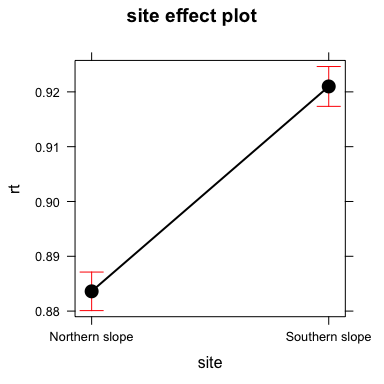 site effect plot
0.92
0.91
0.90
0.89
0.88
rt
Northern slope
Southern slope
site